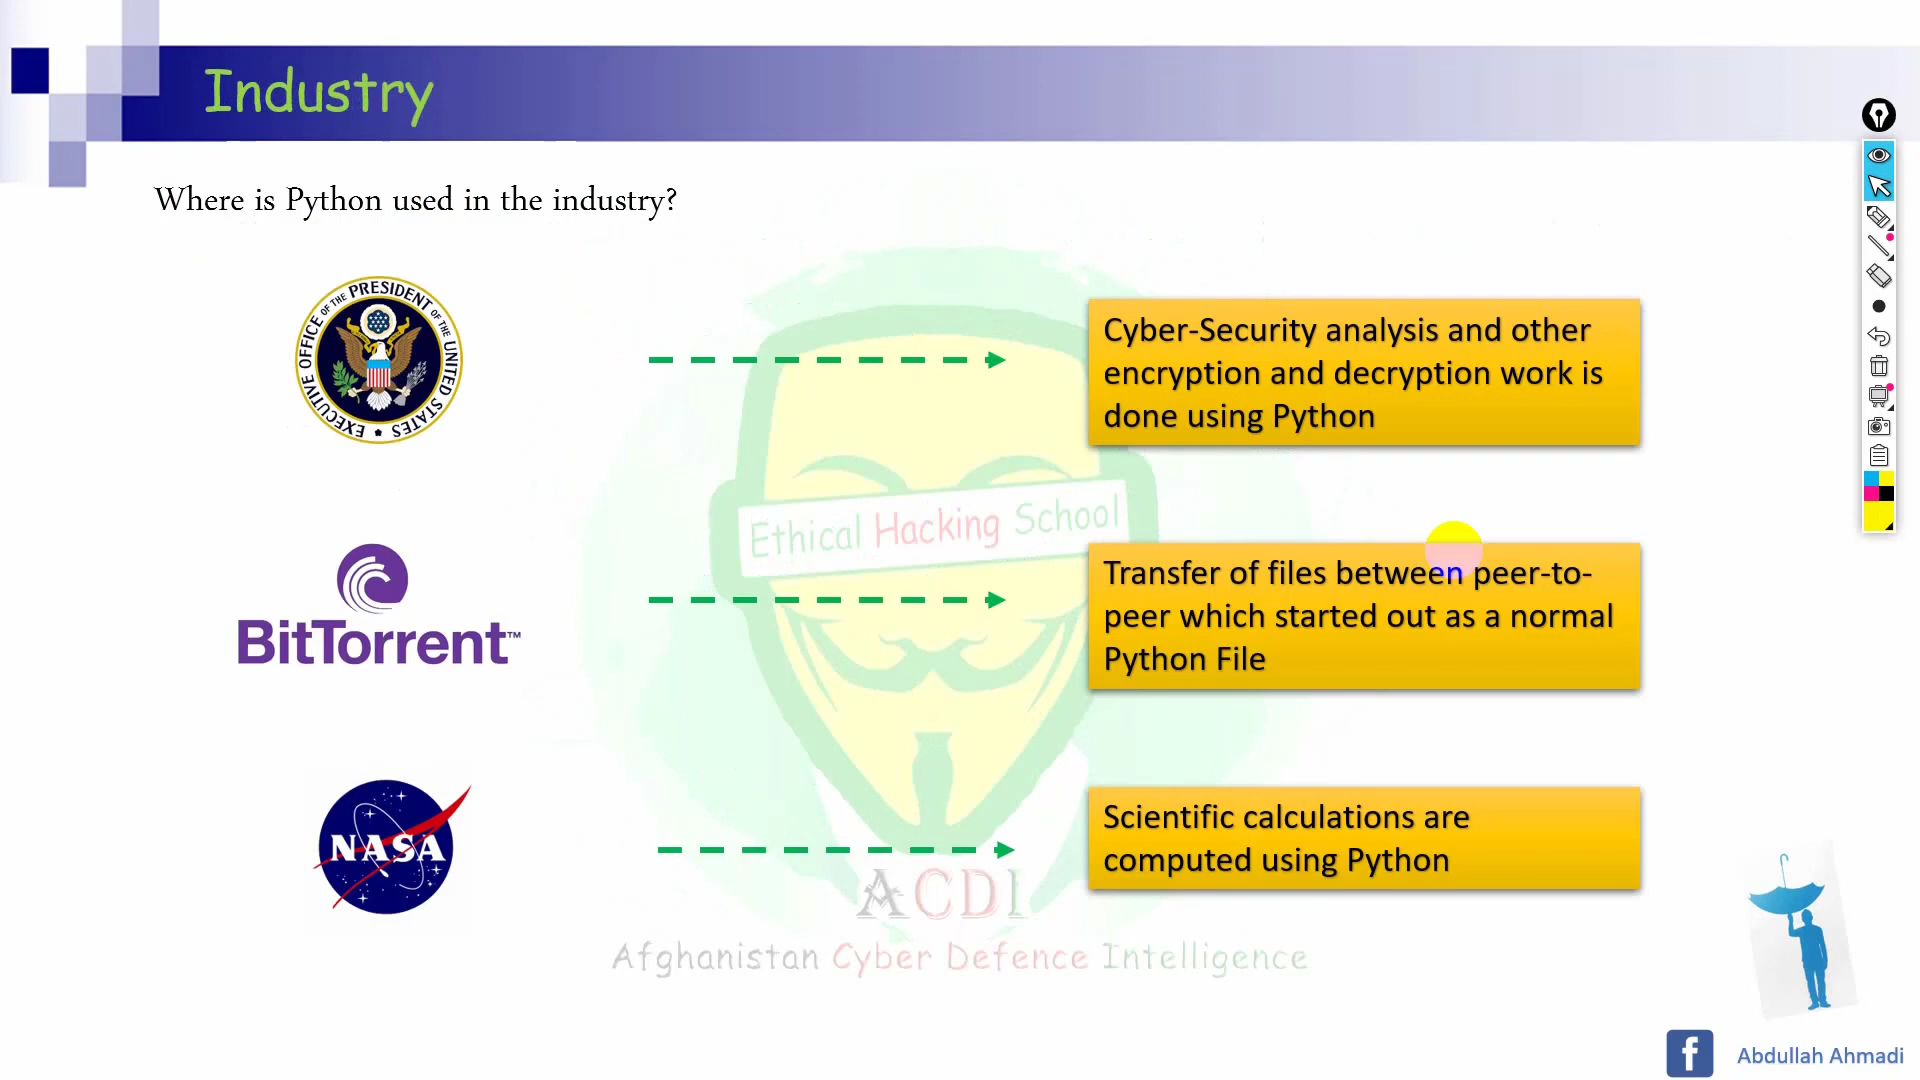 Industry
Where is Python used in the industry?
EXECUTIVE OFFICE OF THE PRESIDENT OF THE UNITED STATES
Cyber-Security analysis and other
encryption and decryption work is
done using Python
Ethical Hacking School
BitTorrent™
Transfer of files between peer-to-
peer which started out as a normal
Python File
NASA
Scientific calculations are
computed using Python
ACDI
Afghanistan Cyber Defence Intelligence
f
Abdullah Ahmadi